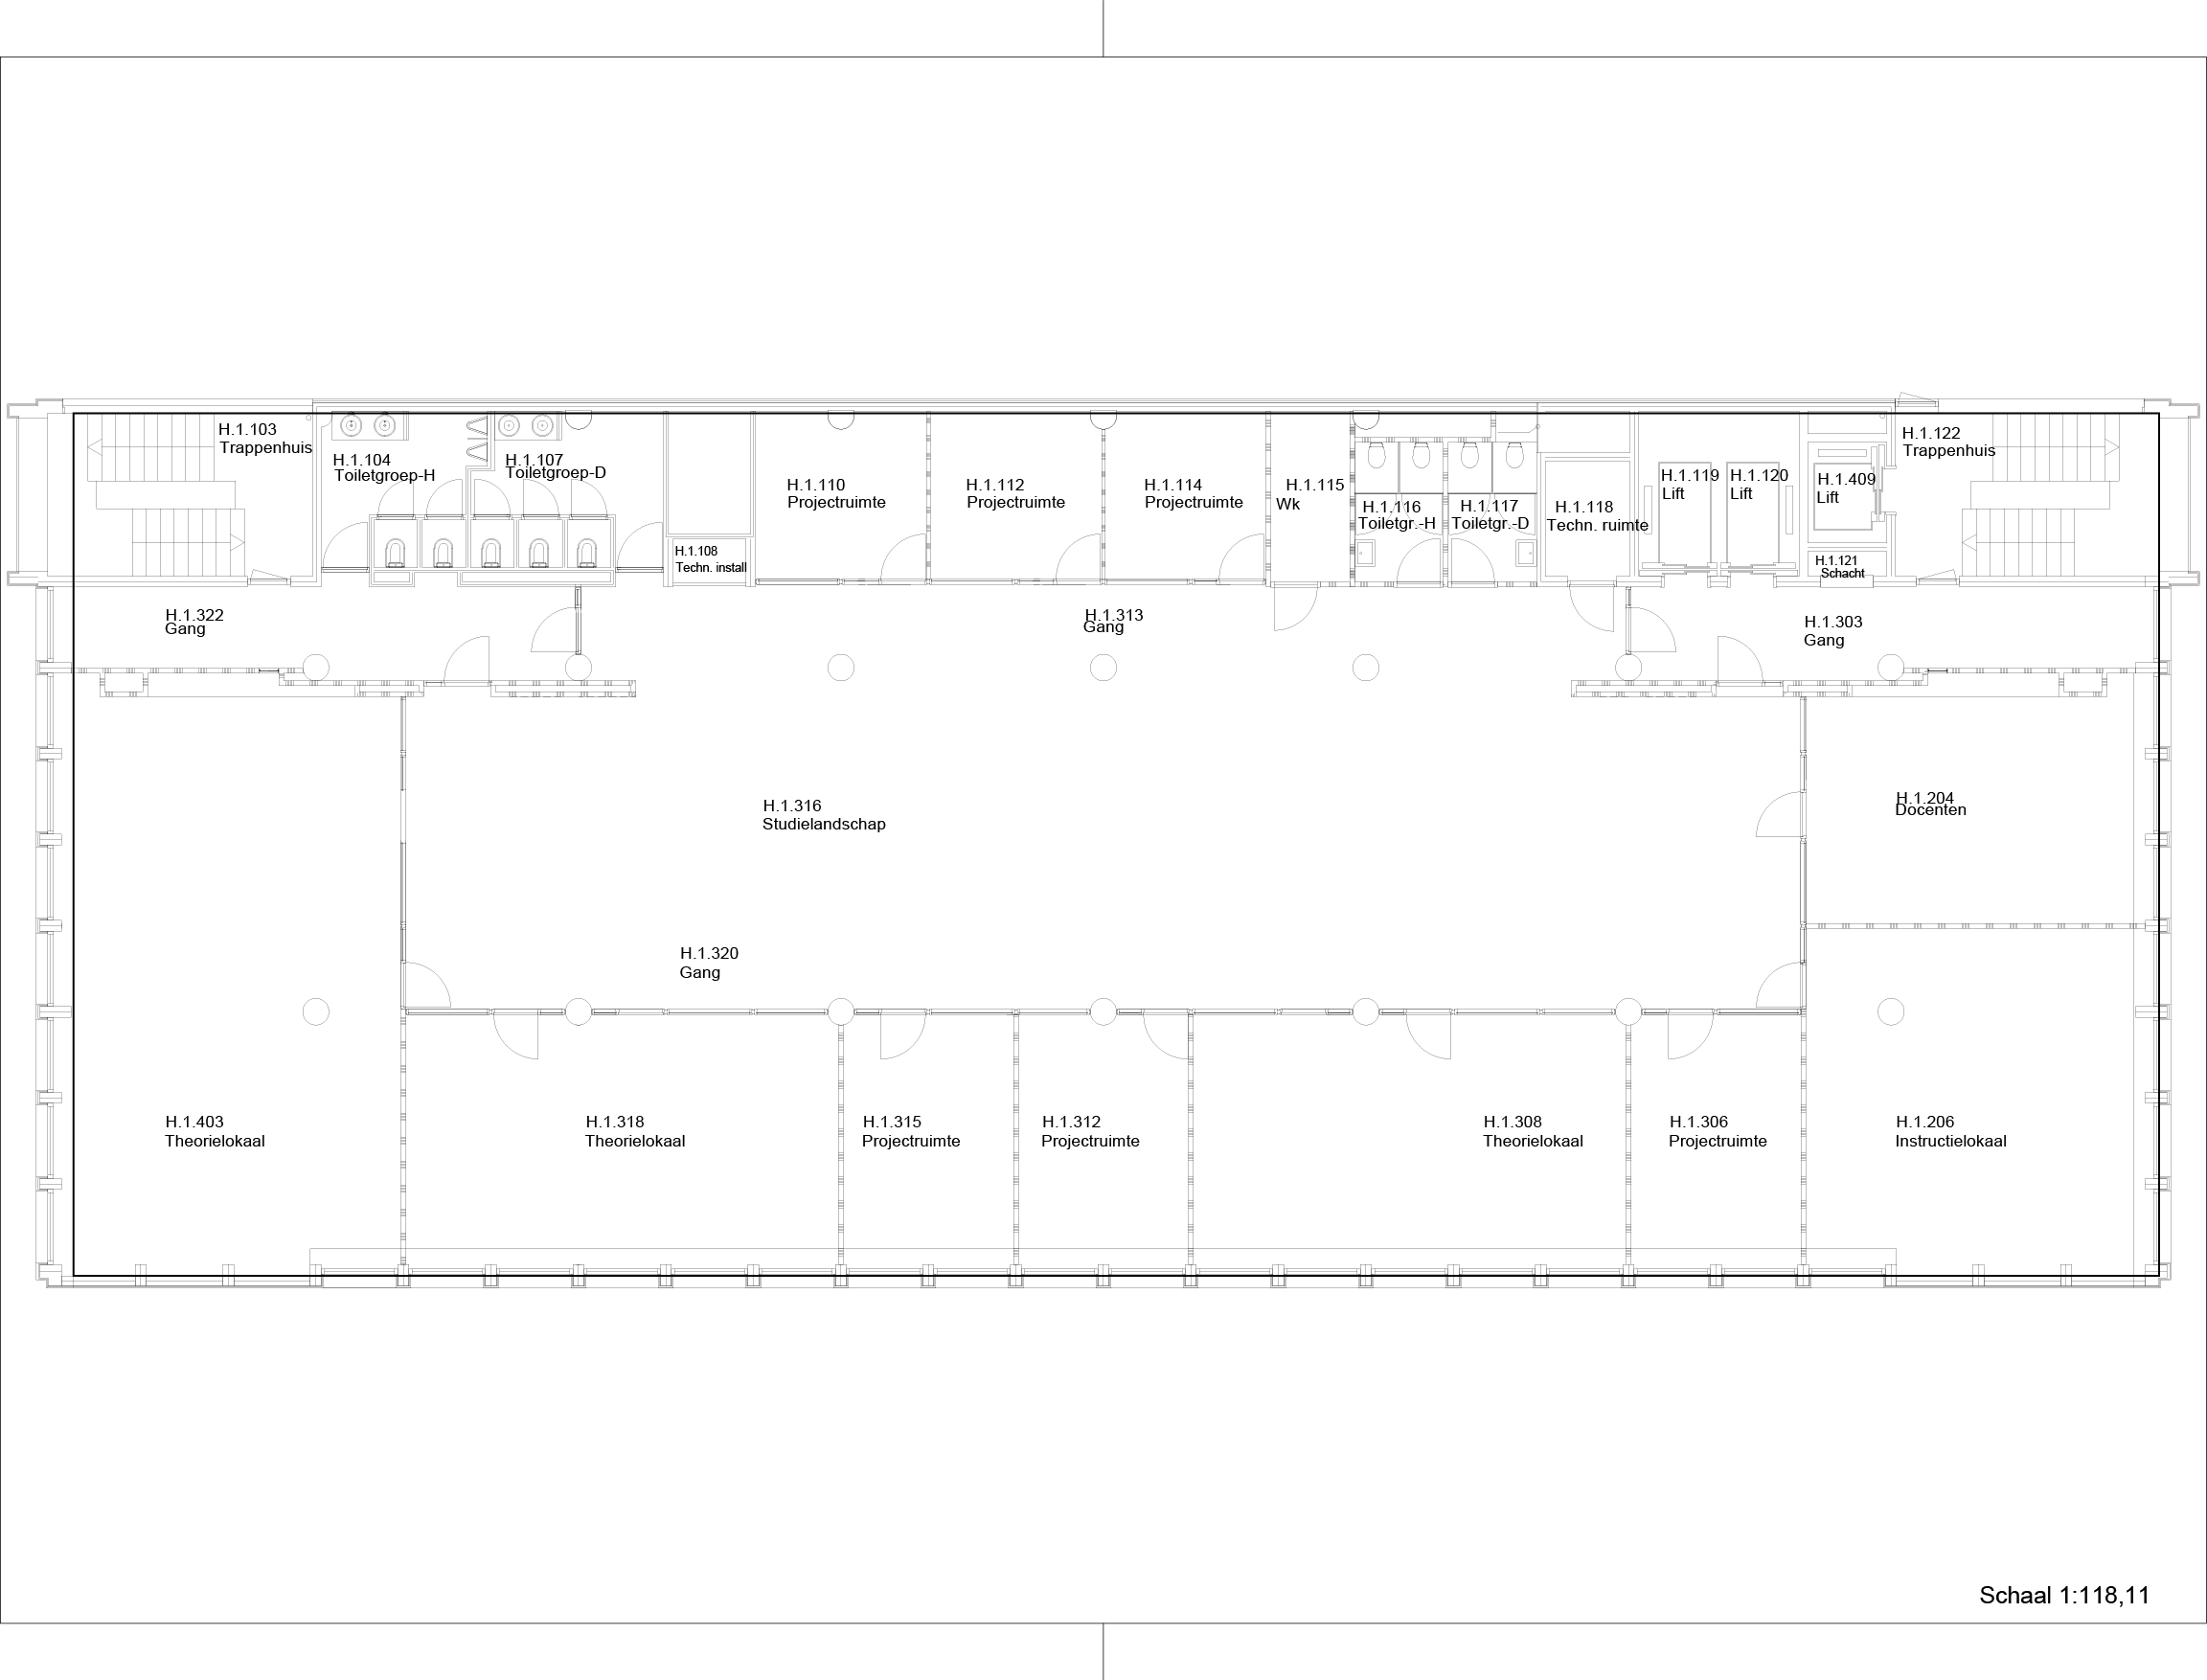 H.1.103
Trappenhuis
H.1.104
Toiletgroep-H
H.1.107
Toiletgroep-D
H.1.108
Techn. install
H.1.110
Projectruimte
H.1.112
Projectruimte
H.1.114
Projectruimte
H.1.115
Wk
H.1.116
Toiletgr.-H
H.1.117
Toiletgr.-D
H.1.118
Techn. ruimte
H.1.119
Lift
H.1.120
Lift
H.1.409
Lift
H.1.121
Schacht
H.1.122
Trappenhuis
H.1.322
Gang
H.1.313
Gang
H.1.303
Gang
H.1.316
Studielandschap
H.1.204
Docenten
H.1.320
Gang
H.1.403
Theorielokaal
H.1.318
Theorielokaal
H.1.315
Projectruimte
H.1.312
Projectruimte
H.1.308
Theorielokaal
H.1.306
Projectruimte
H.1.206
Instructielokaal
Schaal 1:118,11